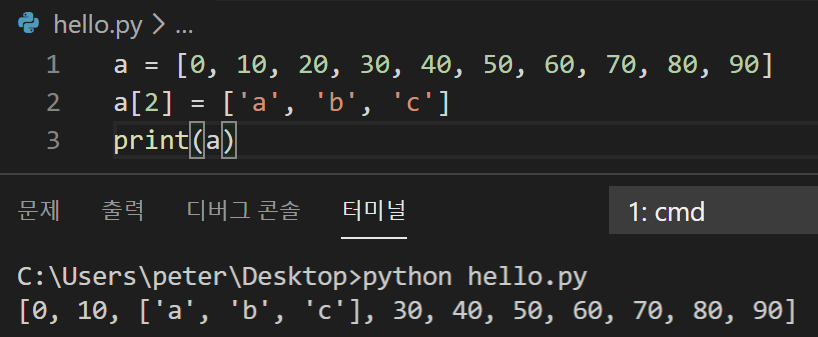 hello.py > ...
1 a = [0, 10, 20, 30, 40, 50, 60, 70, 80, 90]
2 a[2] = ['a', 'b', 'c']
3 print(a)
문제 출력 디버그 콘솔 터미널 1: cmd
C:\Users\peter\Desktop>python hello.py
[0, 10, ['a', 'b', 'c'], 30, 40, 50, 60, 70, 80, 90]